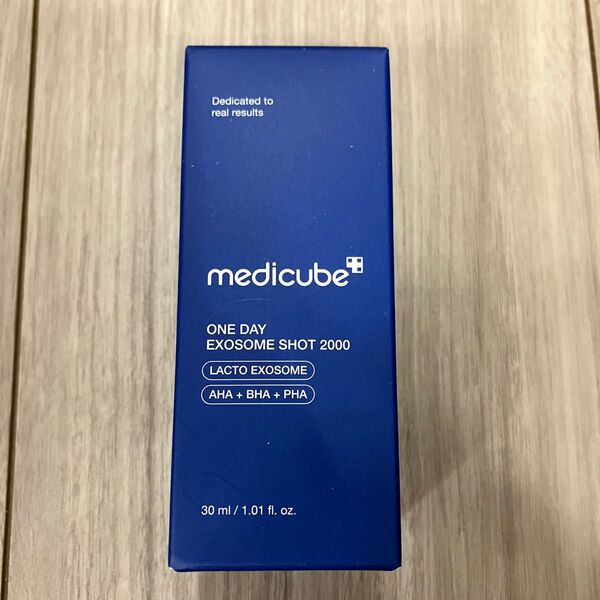 Dedicated to
real results
medicube
ONE DAY
EXOSOME SHOT 2000
LACTO EXOSOME
AHA + BHA + PHA
30 ml / 1.01 fl. oz.